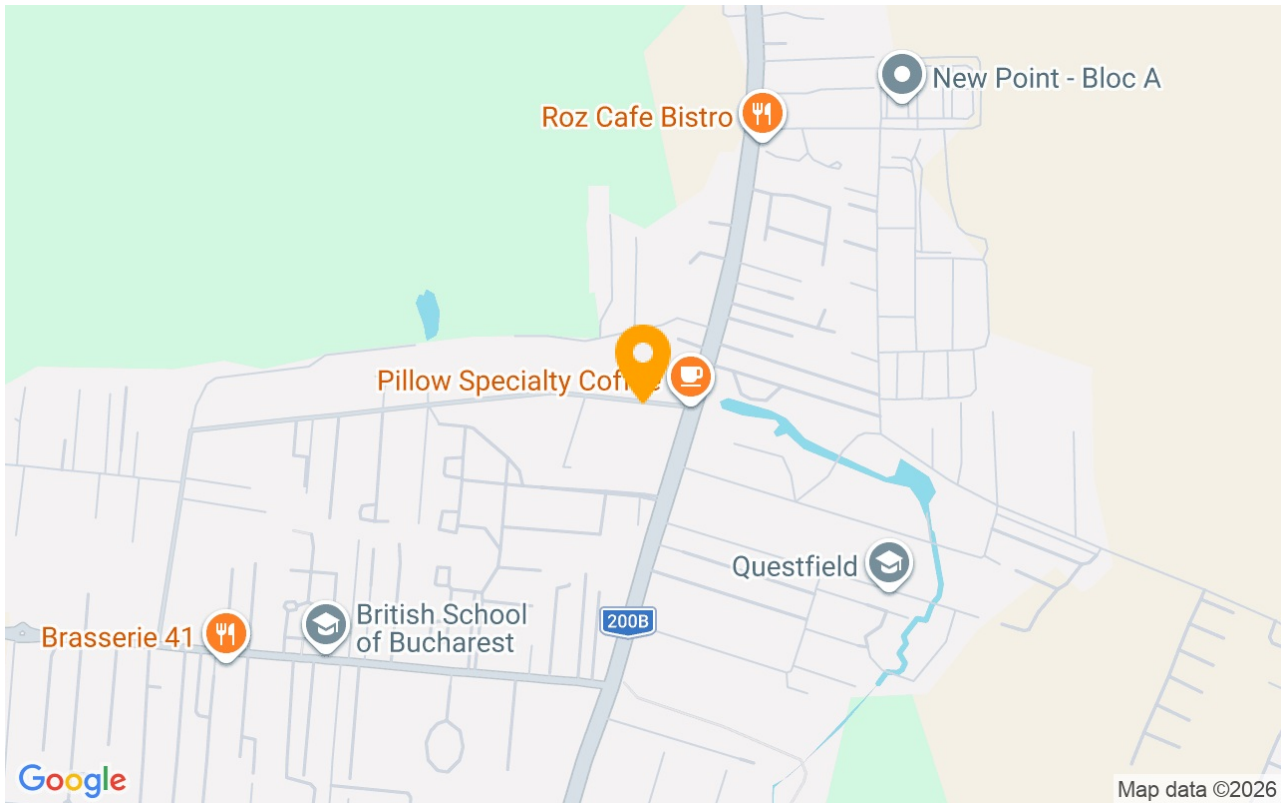 New Point - Bloc A
Roz Cafe Bistro
Pillow Specialty
Questfield
200B
British School
of Bucharest
Brasserie 41
Google
Map data ©2026